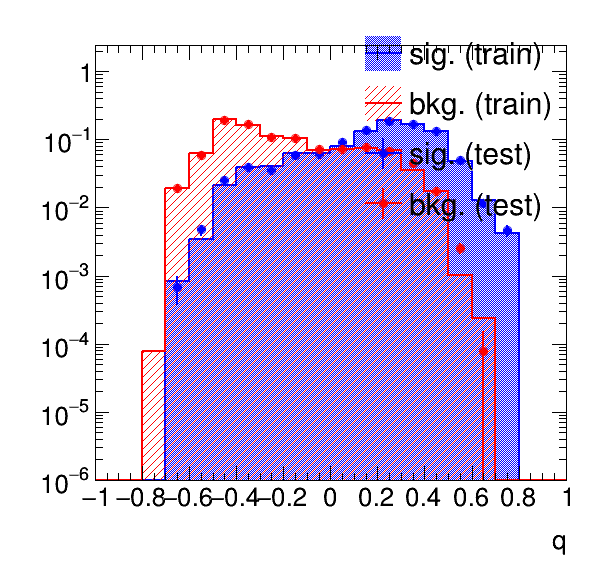 sig. (train)
1
bkg. (train)
10⁻¹
sig. (test)
10⁻²
bkg. (test)
10⁻³
10⁻⁴
10⁻⁵
10⁻⁶
−1 −0.8 −0.6 −0.4 −0.2 0 0.2 0.4 0.6 0.8 1
q